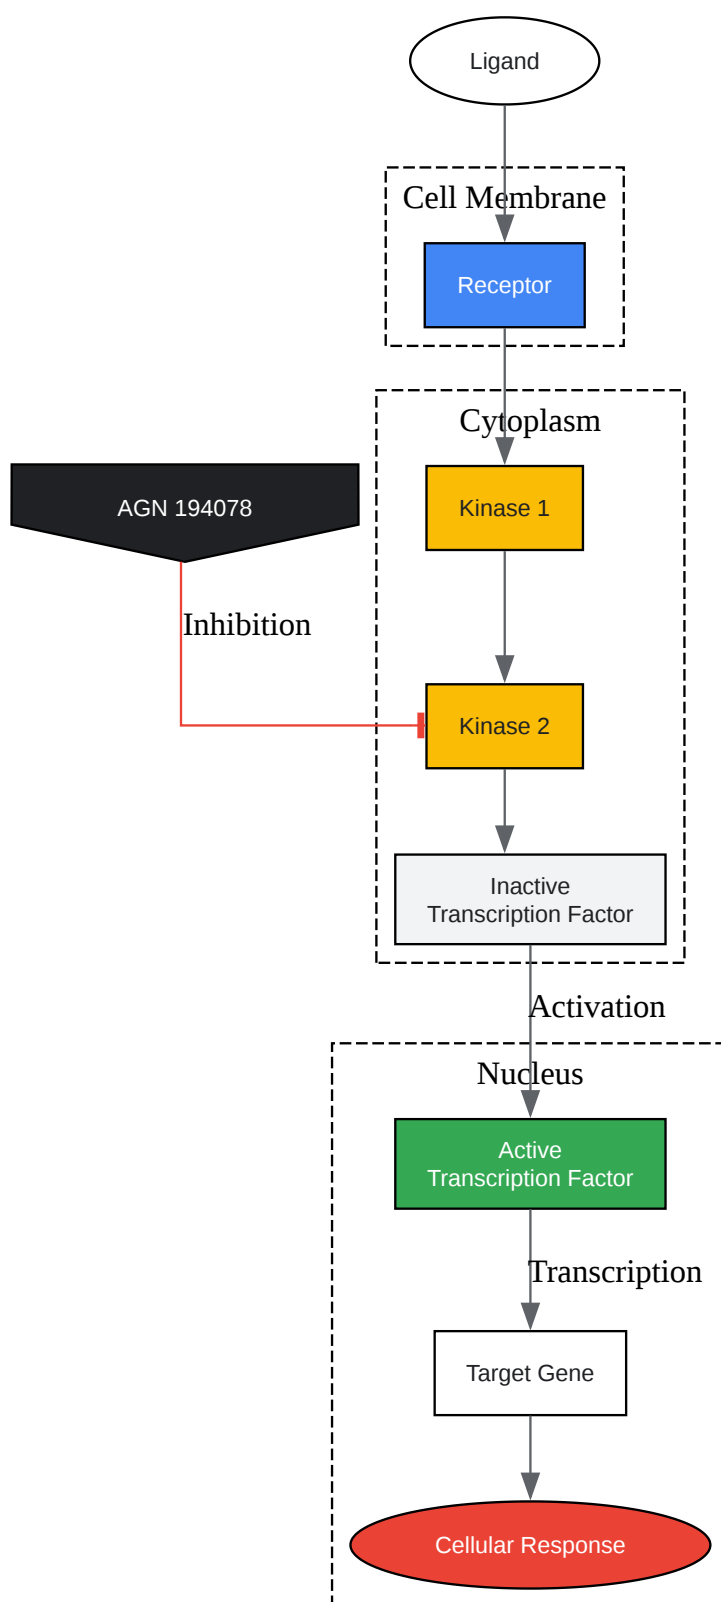 Ligand
Cell Membrane
Receptor
Cytoplasm
AGN 194078
Kinase 1
Inhibition
Kinase 2
Inactive
Transcription Factor
Activation
Nucleus
Active
Transcription Factor
Transcription
Target Gene
Cellular Response